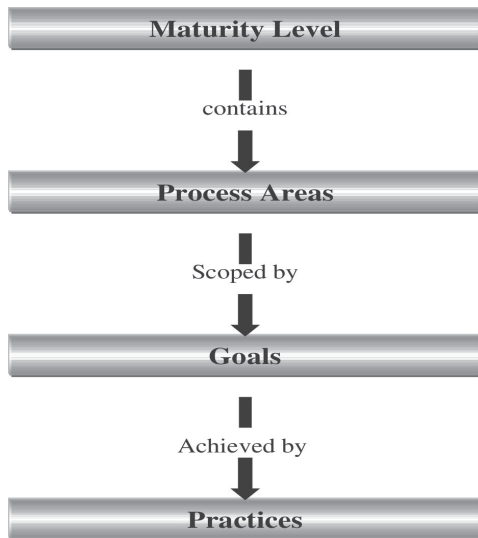 Maturity Level
contains
Process Areas
Scoped by
Goals
Achieved by
Practices